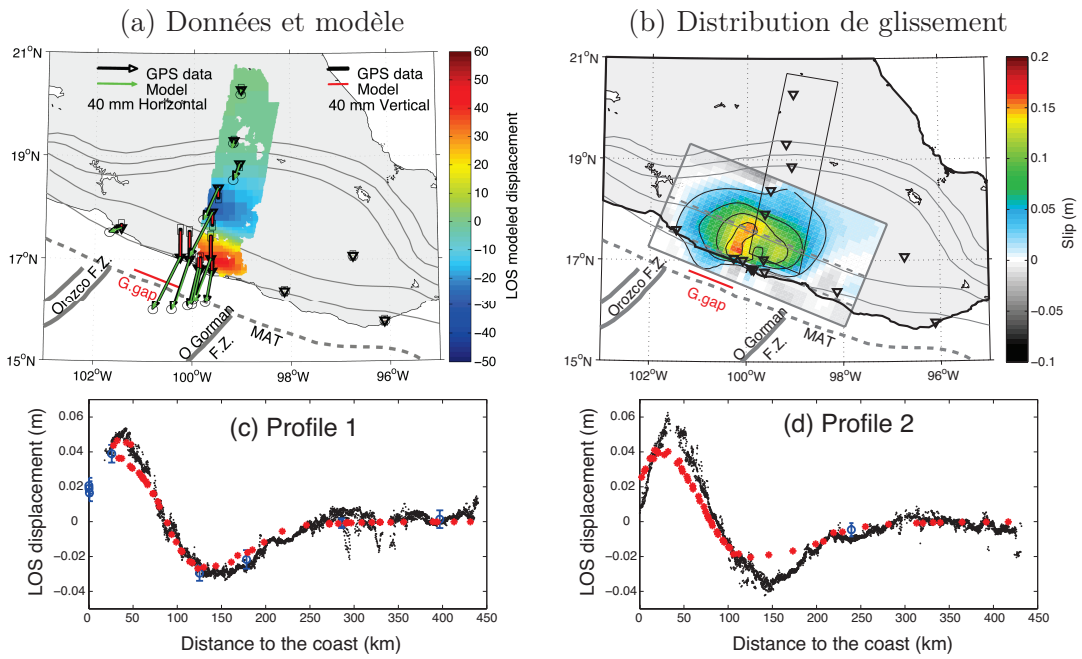 (a) Données et modèle
(b) Distribution de glissement
21°N
19°N
17°N
15°N
102°W
100°W
98°W
96°W
GPS data
Model
40 mm Horizontal
GPS data
Model
40 mm Vertical
Orozco F.Z.
G.gap
O.Gorman
F.Z.
MAT
60
50
40
30
20
10
0
−10
−20
−30
−40
−50
LOS modeled displacement
21°N
19°N
17°N
15°N
102°W
100°W
98°W
96°W
Orozco F.Z.
G.gap
O.Gorman
F.Z.
MAT
0.2
0.15
0.1
0.05
0
−0.05
−0.1
Slip (m)
(c) Profile 1
LOS displacement (m)
0.06
0.04
0.02
0
−0.02
−0.04
0 50 100 150 200 250 300 350 400 450
Distance to the coast (km)
(d) Profile 2
LOS displacement (m)
0.06
0.04
0.02
0
−0.02
−0.04
0 50 100 150 200 250 300 350 400 450
Distance to the coast (km)